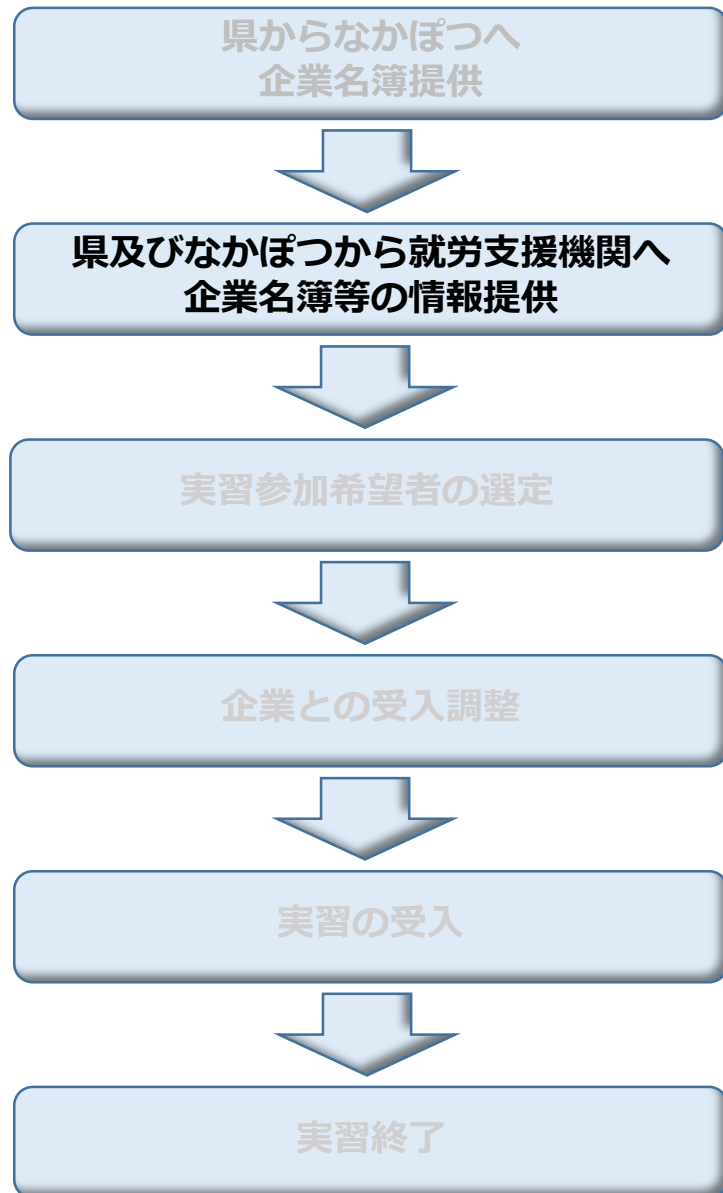 県からなかぽつへ
企業名簿提供
県及びなかぽつから就労支援機関へ
企業名簿等の情報提供
実習参加希望者の選定
企業との受入調整
実習の受入
実習終了